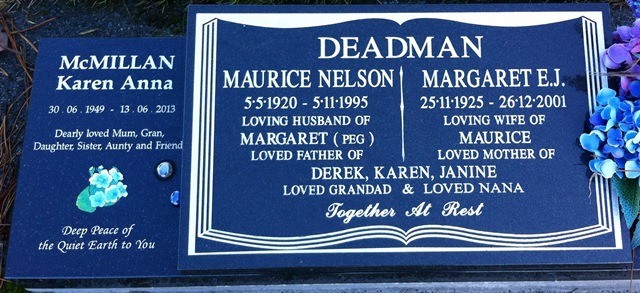 McMILLAN
Karen Anna
30 . 06 . 1949 - 13 . 06 . 2013
Dearly loved Mum, Gran,
Daughter, Sister, Aunty and Friend
Deep Peace of
the Quiet Earth to You
DEADMAN
MAURICE NELSON
5·5·1920 - 5·11·1995
LOVING HUSBAND OF
MARGARET ( PEG )
LOVED FATHER OF
MARGARET E.J.
25·11·1925 - 26·12·2001
LOVING WIFE OF
MAURICE
LOVED MOTHER OF
DEREK, KAREN, JANINE
LOVED GRANDAD & LOVED NANA
Together At Rest